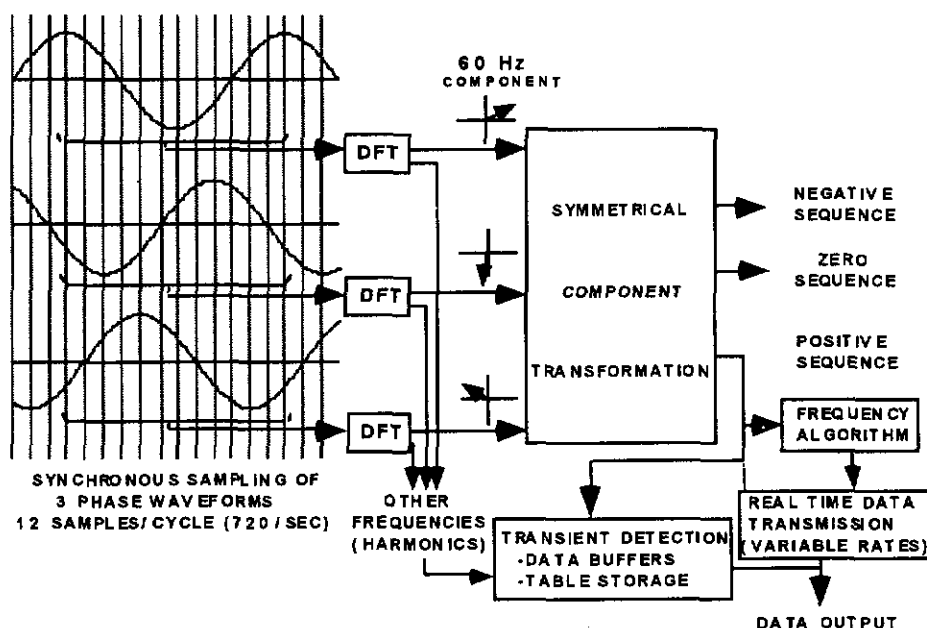 60 Hz
COMPONENT
DFT
DFT
DFT
SYMMETRICAL
COMPONENT
TRANSFORMATION
NEGATIVE
SEQUENCE
ZERO
SEQUENCE
POSITIVE
SEQUENCE
FREQUENCY
ALGORITHM
SYNCHRONOUS SAMPLING OF
3 PHASE WAVEFORMS
12 SAMPLES/CYCLE (720/SEC)
OTHER
FREQUENCIES
(HARMONICS)
TRANSIENT DETECTION
-DATA BUFFERS
-TABLE STORAGE
REAL TIME DATA
TRANSMISSION
(VARIABLE RATES)
DATA OUTPUT